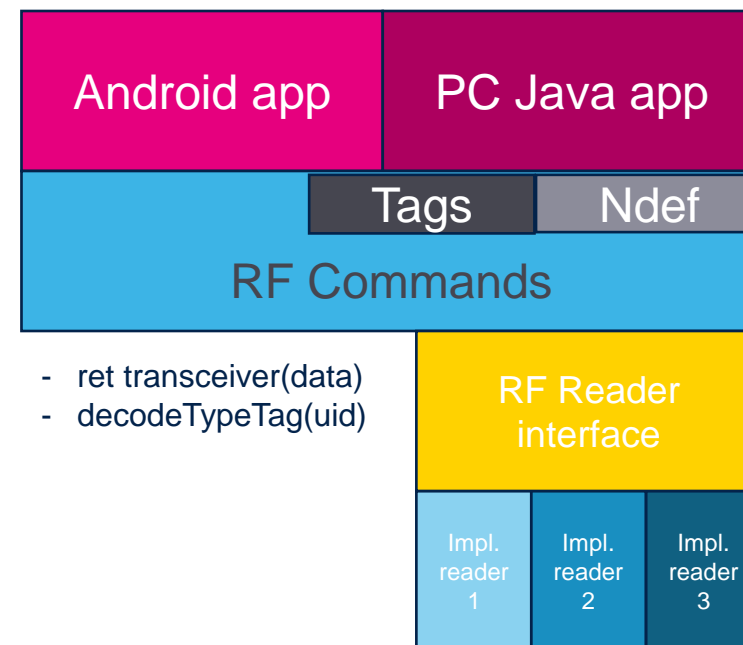 Android app
PC Java app
Tags
Ndef
RF Commands
- ret transceiver(data)
- decodeTypeTag(uid)
RF Reader
interface
Impl.
reader
1
Impl.
reader
2
Impl.
reader
3